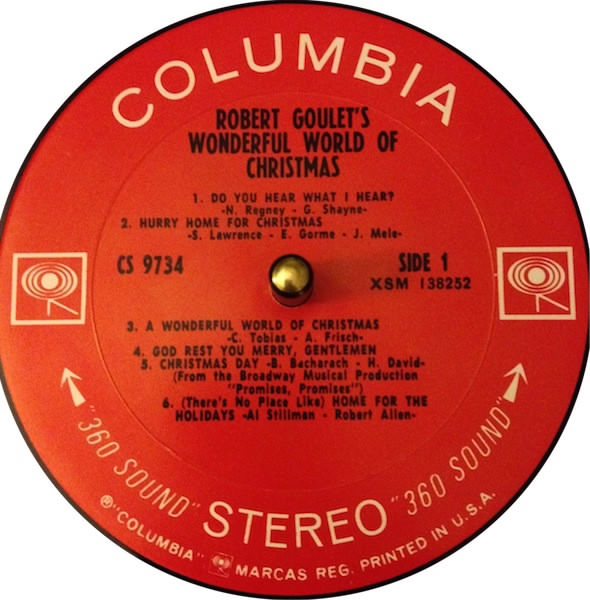 COLUMBIA
ROBERT GOULET'S
WONDERFUL WORLD OF
CHRISTMAS
1. DO YOU HEAR WHAT I HEAR?
-N. Regney - G. Shayne-
2. HURRY HOME FOR CHRISTMAS
-S. Lawrence - E. Gorme - J. Mele-
CS 9734
SIDE 1
XSM 138252
3. A WONDERFUL WORLD OF CHRISTMAS
-C. Tobias - A. Frisch-
4. GOD REST YOU MERRY, GENTLEMEN
5. CHRISTMAS DAY -B. Bacharach - H. David-
(From the Broadway Musical Production
"Promises, Promises")
6. (There's No Place Like) HOME FOR THE
HOLIDAYS -Al Stillman - Robert Allen-
"360 SOUND" STEREO "360 SOUND"
Ⓡ "COLUMBIA" MARCAS REG. PRINTED IN U.S.A.